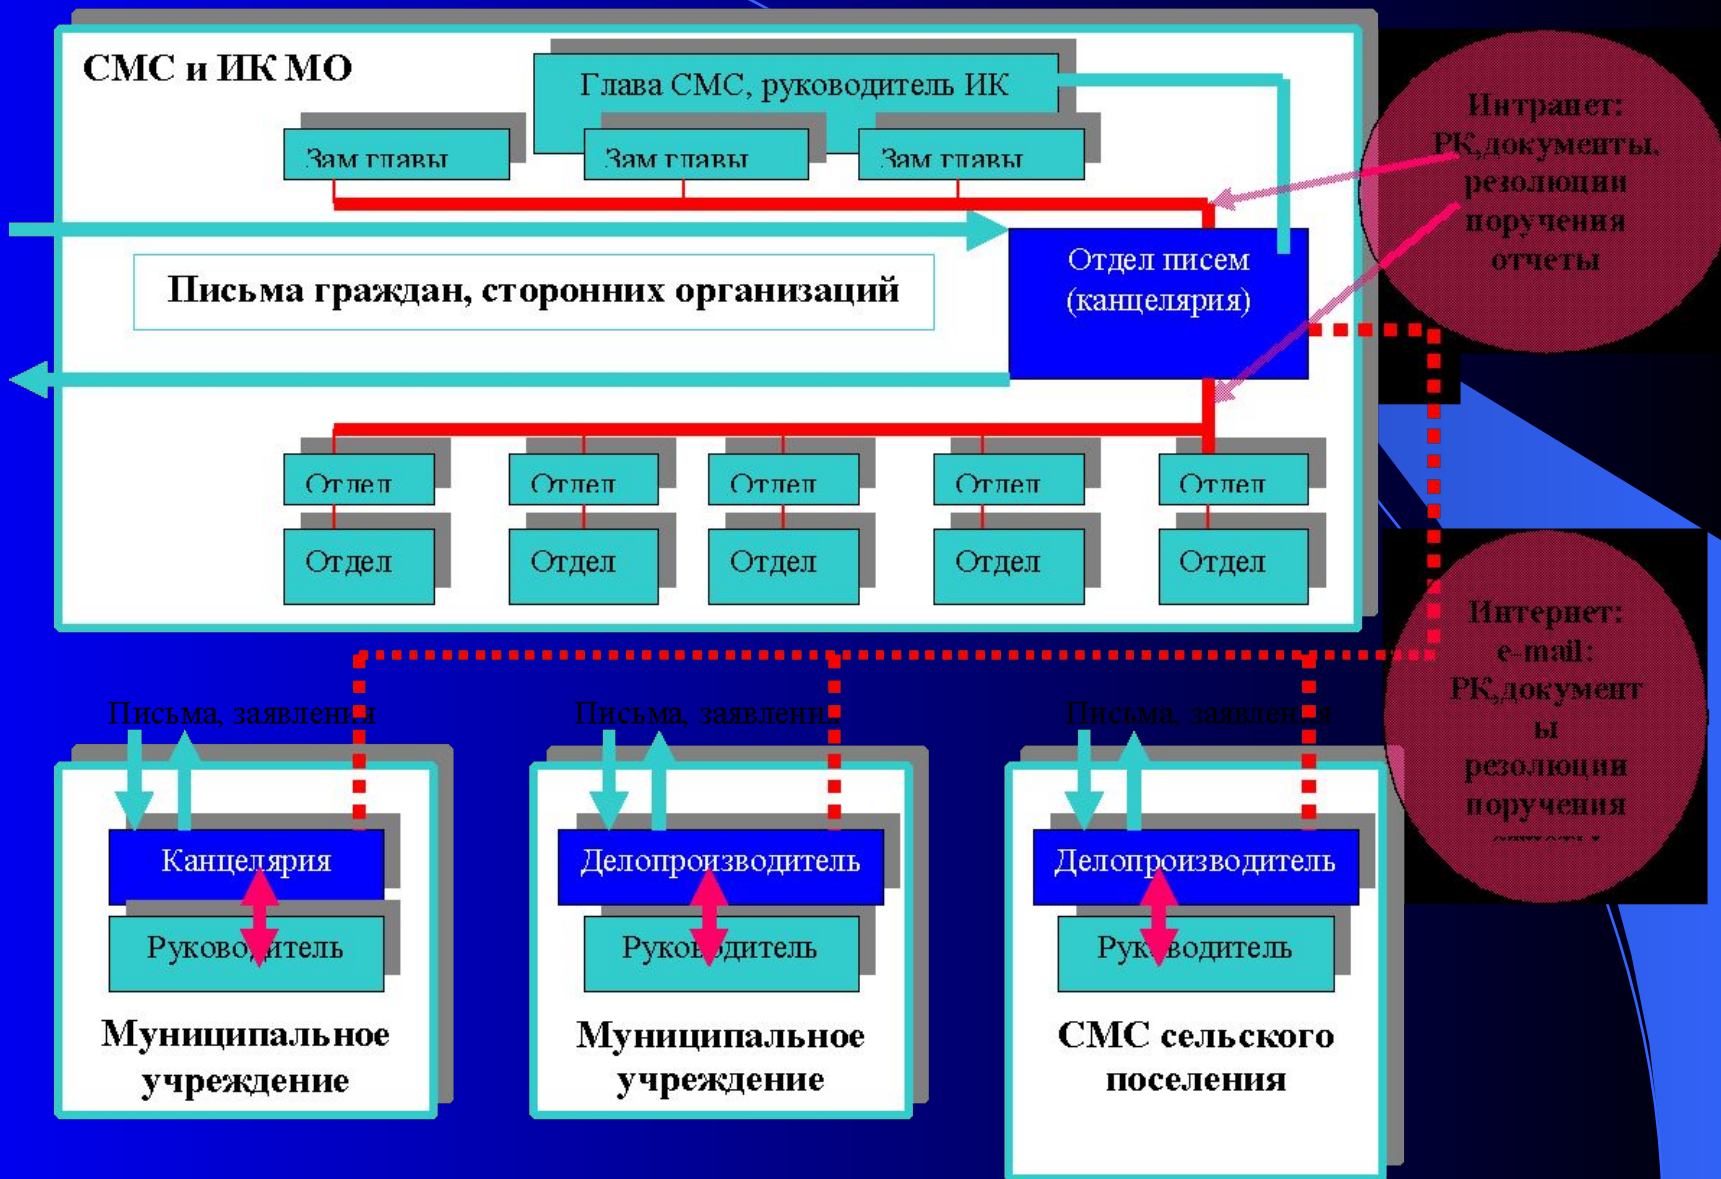 СМС и ИК МО
Глава СМС, руководитель ИК
Зам главы
Зам главы
Зам главы
Письма граждан, сторонних организаций
Отдел писем
(канцелярия)
Отдел
Отдел
Отдел
Отдел
Отдел
Отдел
Отдел
Отдел
Отдел
Отдел
Интранет:
РК,документы,
резолюции
поручения
отчеты
Интернет:
e-mail:
РК,документ
ы
резолюции
поручения
отчеты
Письма, заявления
Канцелярия
Руководитель
Муниципальное
учреждение
Письма, заявления
Делопроизводитель
Руководитель
Муниципальное
учреждение
Письма, заявления
Делопроизводитель
Руководитель
СМС сельского
поселения